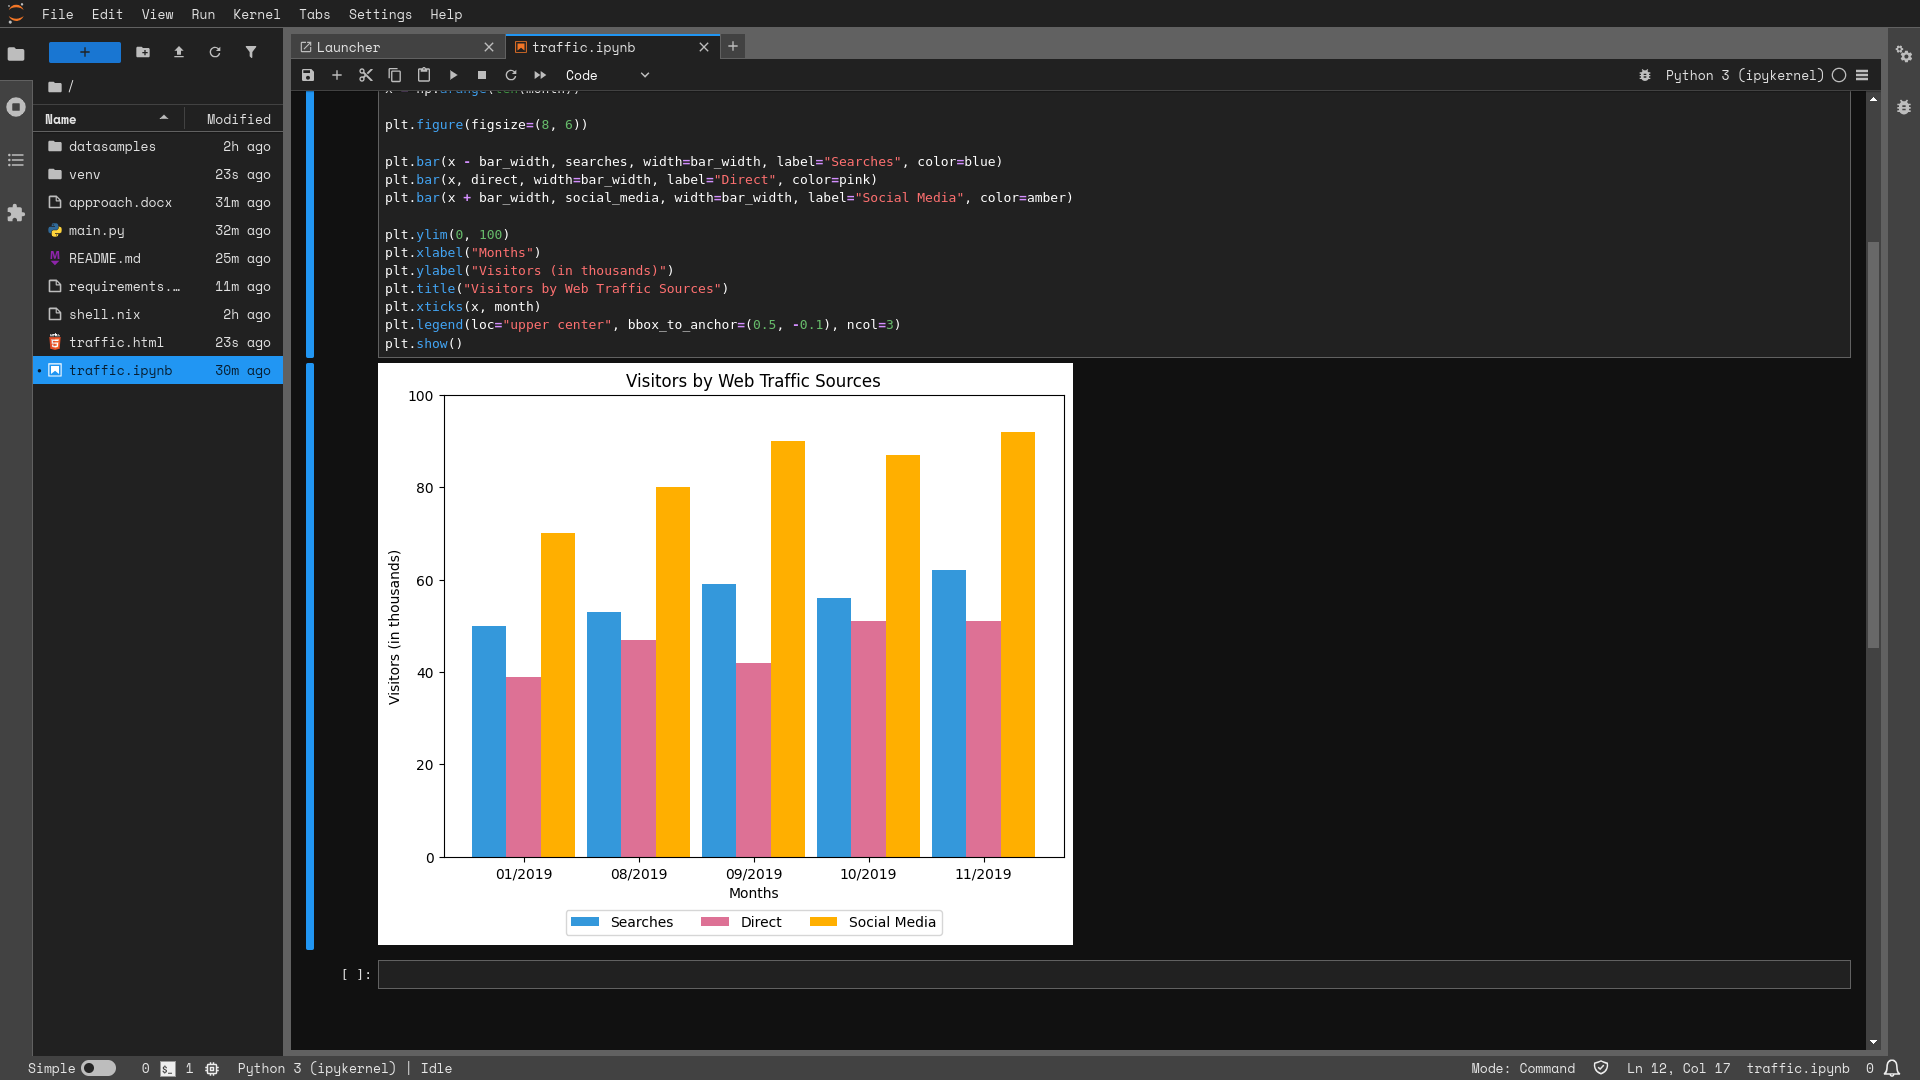 File Edit View Run Kernel Tabs Settings Help
Launcher
traffic.ipynb
Code
Python 3 (ipykernel)
/
Name Modified
datasamples 2h ago
venv 23s ago
approach.docx 31m ago
main.py 32m ago
README.md 25m ago
requirements.… 11m ago
shell.nix 2h ago
traffic.html 23s ago
traffic.ipynb 30m ago
x = np.arange(len(month))
plt.figure(figsize=(8, 6))
plt.bar(x - bar_width, searches, width=bar_width, label="Searches", color=blue)
plt.bar(x, direct, width=bar_width, label="Direct", color=pink)
plt.bar(x + bar_width, social_media, width=bar_width, label="Social Media", color=amber)
plt.ylim(0, 100)
plt.xlabel("Months")
plt.ylabel("Visitors (in thousands)")
plt.title("Visitors by Web Traffic Sources")
plt.xticks(x, month)
plt.legend(loc="upper center", bbox_to_anchor=(0.5, -0.1), ncol=3)
plt.show()
Visitors by Web Traffic Sources
100
80
60
40
20
0
Visitors (in thousands)
01/2019 08/2019 09/2019 10/2019 11/2019
Months
Searches Direct Social Media
[ ]:
Simple 0 $_ 1 Python 3 (ipykernel) | Idle
Mode: Command Ln 12, Col 17 traffic.ipynb 0